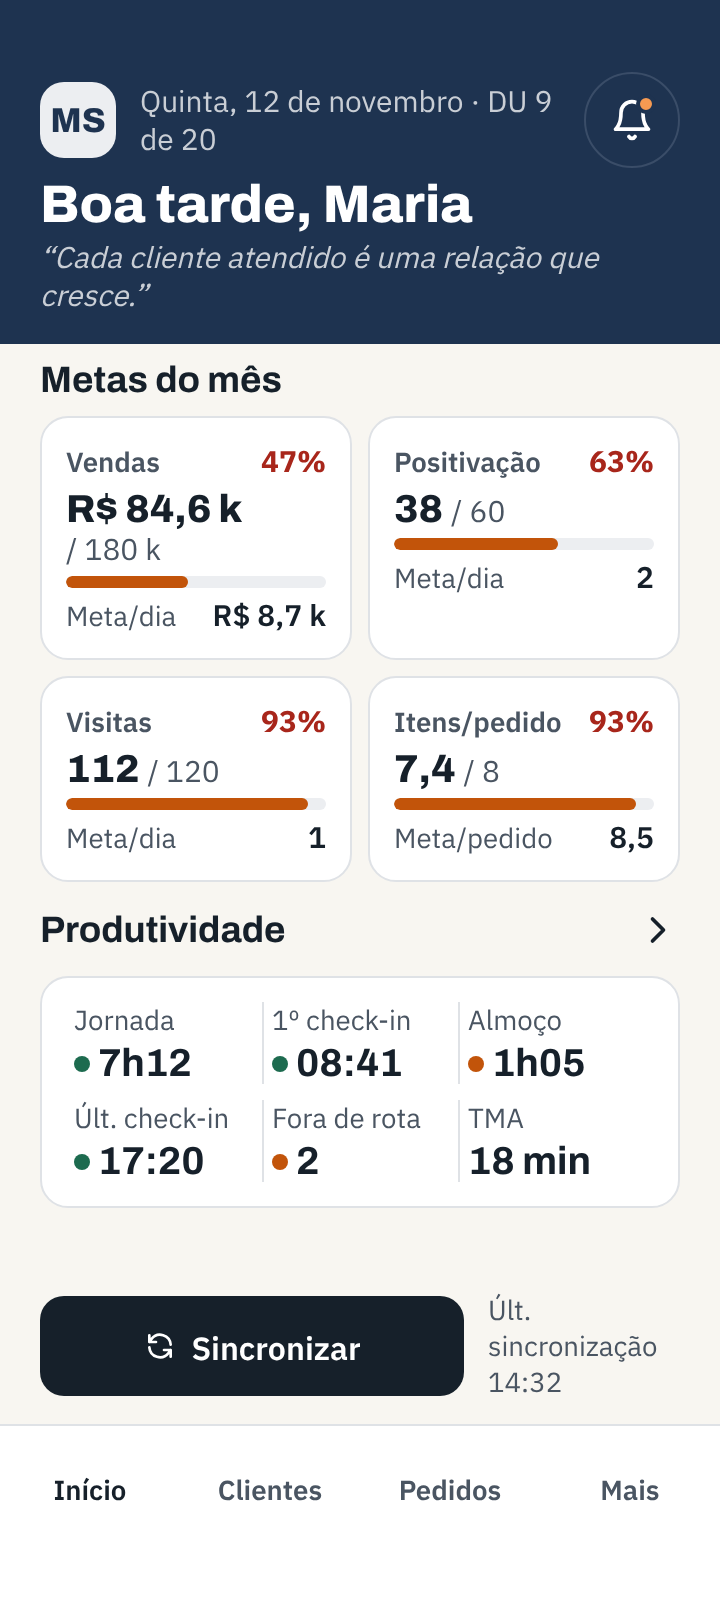 MS
Quinta, 12 de novembro · DU 9
de 20
Boa tarde, Maria
“Cada cliente atendido é uma relação que
cresce.”
Metas do mês
Vendas 47%
R$ 84,6 k
/ 180 k
Meta/dia R$ 8,7 k
Positivação 63%
38 / 60
Meta/dia 2
Visitas 93%
112 / 120
Meta/dia 1
Itens/pedido 93%
7,4 / 8
Meta/pedido 8,5
Produtividade
Jornada 1º check-in Almoço
7h12 08:41 1h05
Últ. check-in Fora de rota TMA
17:20 2 18 min
Sincronizar
Últ.
sincronização
14:32
Início Clientes Pedidos Mais